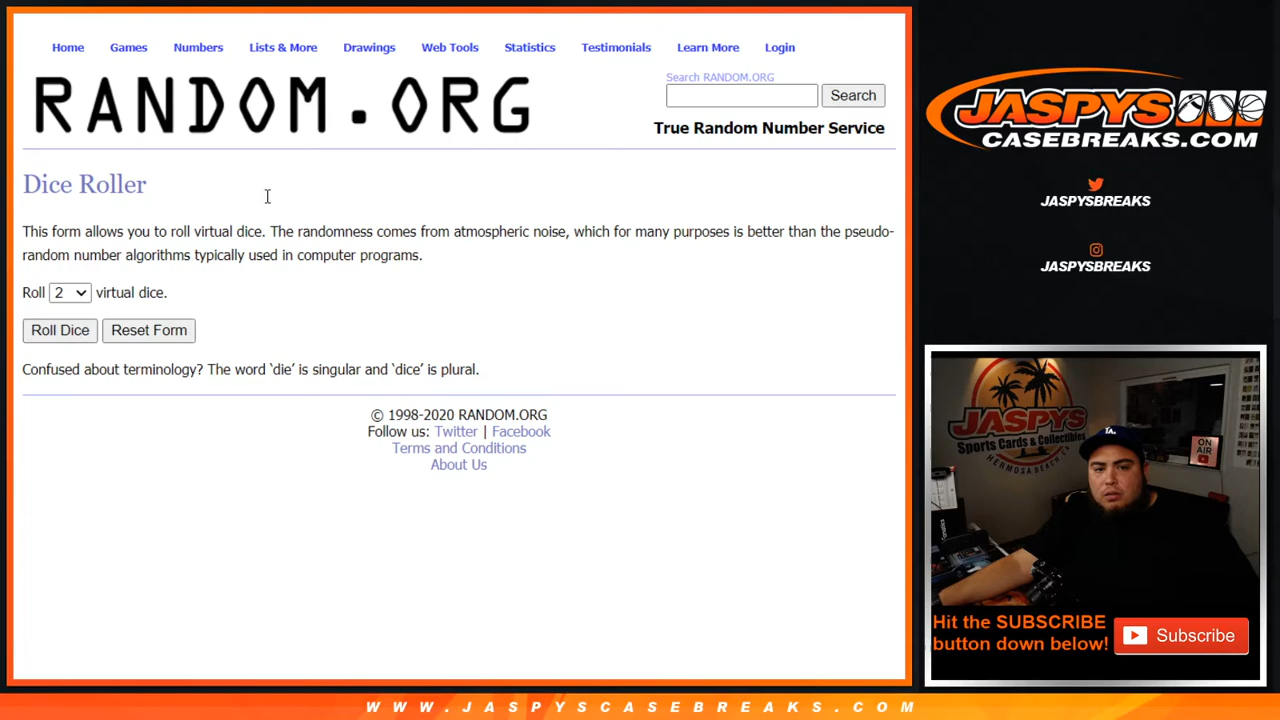 Home Games Numbers Lists & More Drawings Web Tools Statistics Testimonials Learn More Login
RANDOM.ORG
Search RANDOM.ORG
Search
True Random Number Service
Dice Roller
This form allows you to roll virtual dice. The randomness comes from atmospheric noise, which for many purposes is better than the pseudo-
random number algorithms typically used in computer programs.
Roll 2 virtual dice.
Roll Dice Reset Form
Confused about terminology? The word ‘die’ is singular and ‘dice’ is plural.
© 1998-2020 RANDOM.ORG
Follow us: Twitter | Facebook
Terms and Conditions
About Us
JASPYS
CASEBREAKS.COM
JASPYSBREAKS
JASPYSBREAKS
JASPYS
Sports Cards & Collectibles
HERMOSA BEACH, CA
ON
AIR
LA
Fanatics
Hit the SUBSCRIBE
button down below!
Subscribe
WWW.JASPYSCASEBREAKS.COM